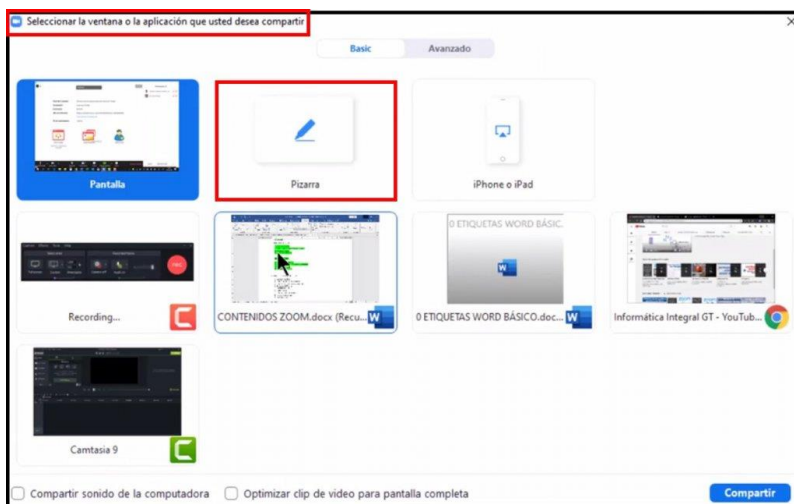 Seleccionar la ventana o la aplicación que usted desea compartir
Basic
Avanzado
Pantalla
Pizarra
iPhone o iPad
REC
0 ETIQUETAS WORD BÁSIC.
Recording...
CONTENIDOS ZOOM.docx (Recu...
0 ETIQUETAS WORD BÁSICO.doc...
Informática Integral GT - YouTub...
Camtasia 9
Compartir sonido de la computadora
Optimizar clip de video para pantalla completa
Compartir